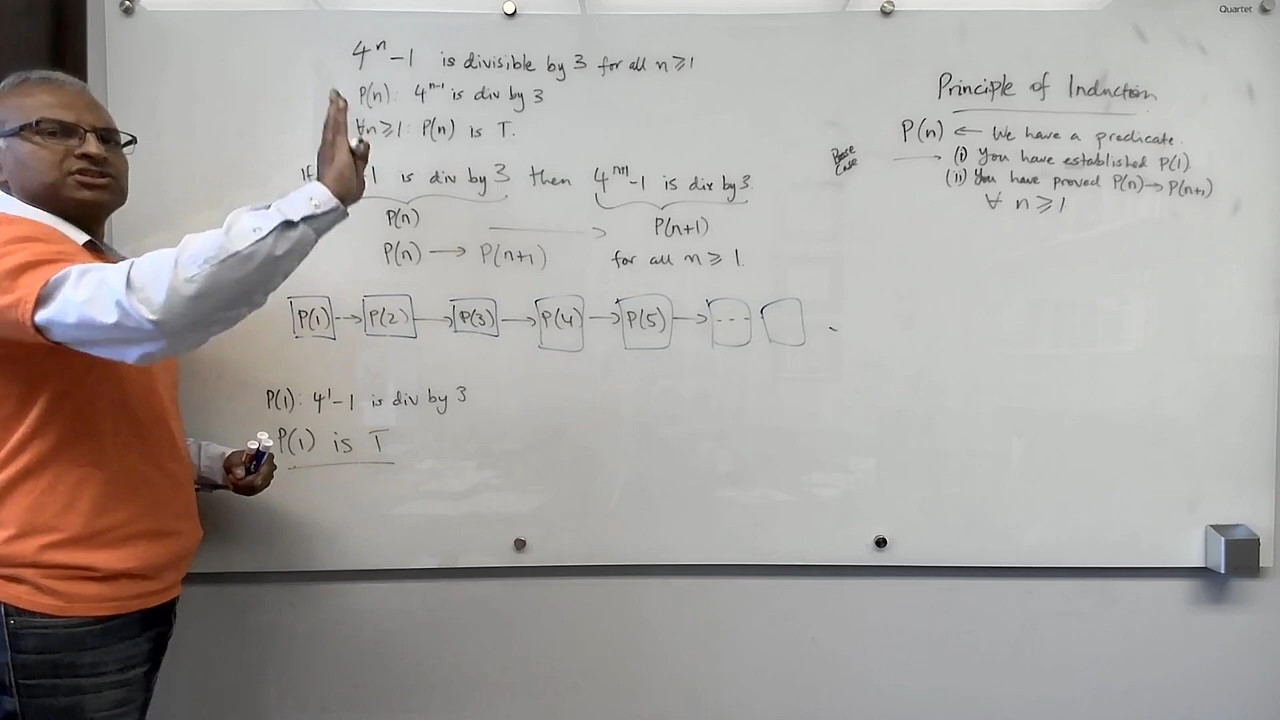 Quartet
4ⁿ-1 is divisible by 3 for all n⩾1
P(n): 4ⁿ⁻¹ is div by 3
∀n⩾1: P(n) is T.
If 1 is div by 3 then 4ⁿ⁺¹-1 is div by 3.
P(n) → P(n+1)
P(n) → P(n+1) for all n⩾1.
P(1) → P(2) → P(3) → P(4) → P(5) → ...
P(1): 4¹-1 is div by 3
P(1) is T
Principle of Induction
P(n) ← We have a predicate.
Base Case → (i) You have established P(1)
(ii) You have proved P(n)→P(n+1)
∀ n⩾1